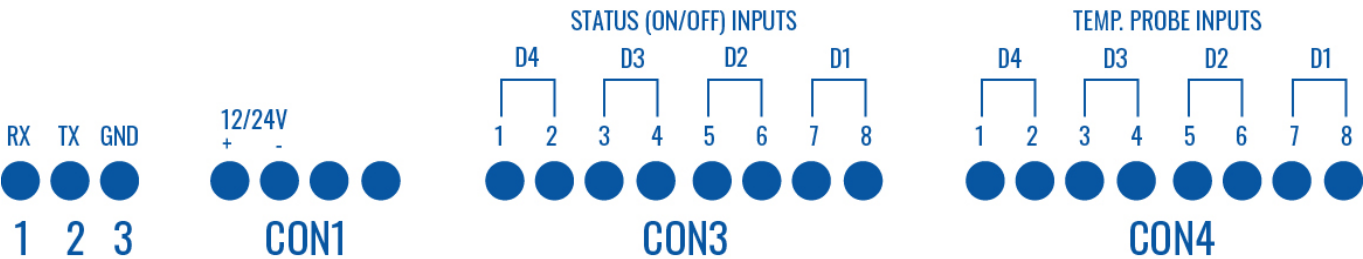 STATUS (ON/OFF) INPUTS TEMP. PROBE INPUTS
D4 D3 D2 D1 D4 D3 D2 D1
12/24V
RX TX GND + - 1 2 3 4 5 6 7 8 1 2 3 4 5 6 7 8
1 2 3 CON1 CON3 CON4